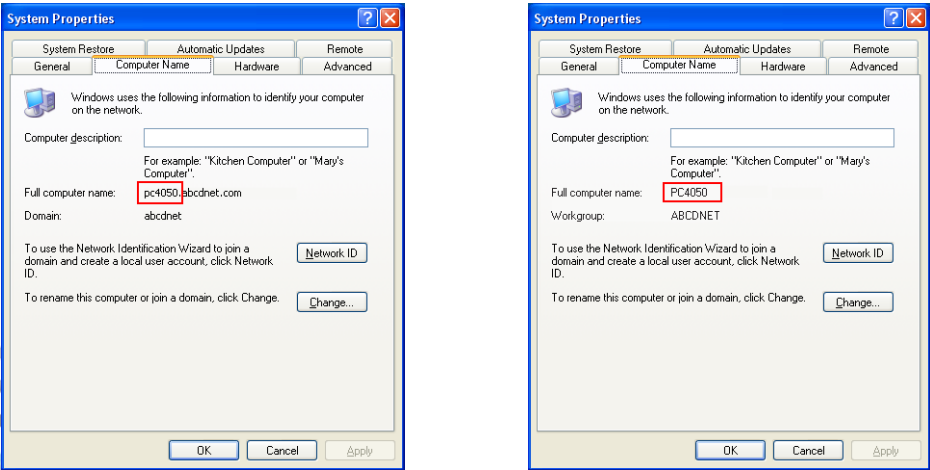 System Properties
System Restore Automatic Updates Remote
General Computer Name Hardware Advanced
Windows uses the following information to identify your computer
on the network.
Computer description:
For example: "Kitchen Computer" or "Mary's
Computer".
Full computer name: pc4050.abcdnet.com
Domain: abcdnet
To use the Network Identification Wizard to join a
domain and create a local user account, click Network
ID.
Network ID
To rename this computer or join a domain, click Change.
Change...
OK Cancel Apply
System Properties
System Restore Automatic Updates Remote
General Computer Name Hardware Advanced
Windows uses the following information to identify your computer
on the network.
Computer description:
For example: "Kitchen Computer" or "Mary's
Computer".
Full computer name: PC4050
Workgroup: ABCDNET
To use the Network Identification Wizard to join a
domain and create a local user account, click Network
ID.
Network ID
To rename this computer or join a domain, click Change.
Change...
OK Cancel Apply